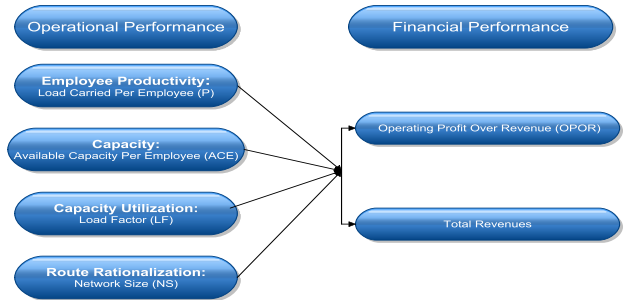 Operational Performance
Financial Performance
Employee Productivity:
Load Carried Per Employee (P)
Capacity:
Available Capacity Per Employee (ACE)
Capacity Utilization:
Load Factor (LF)
Route Rationalization:
Network Size (NS)
Operating Profit Over Revenue (OPOR)
Total Revenues